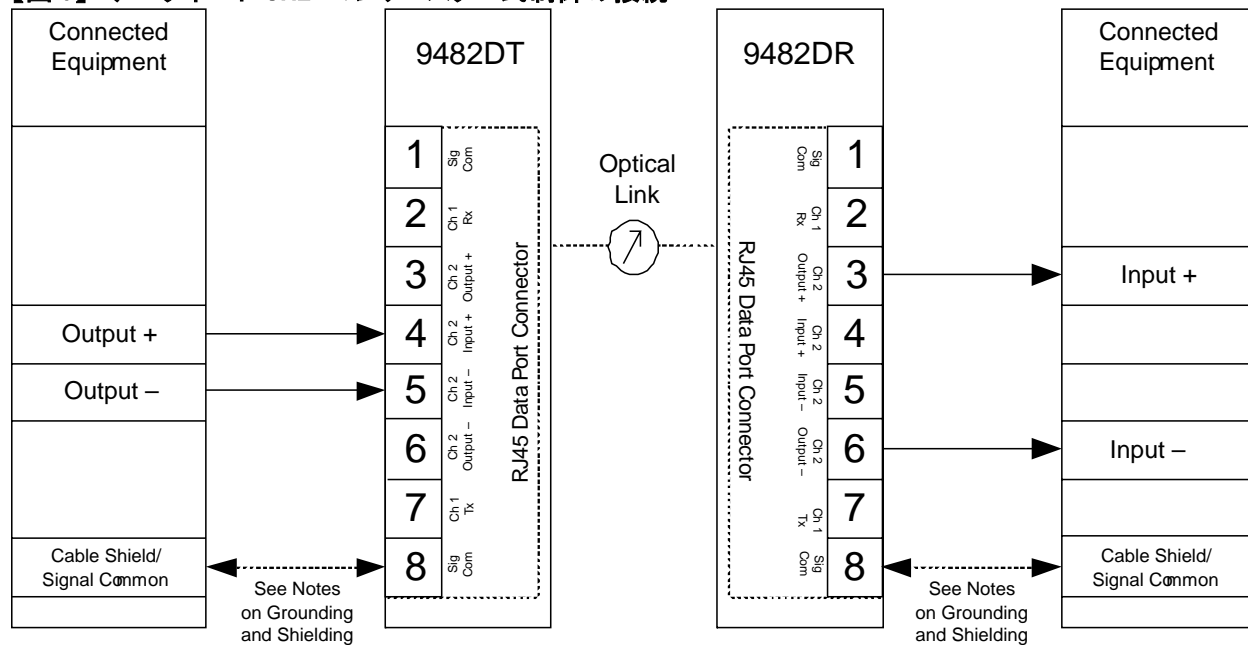 Connected
Equipment
9482DT
9482DR
Connected
Equipment
Output +
Output –
Cable Shield/
Signal Common
1
Sig
Com
2
Ch 1
Rx
3
Ch 2
Output +
4
Ch 2
Input +
5
Ch 2
Input –
6
Ch 2
Output –
7
Ch 1
Tx
8
Sig
Com
RJ45 Data Port Connector
See Notes
on Grounding
and Shielding
Optical
Link
RJ45 Data Port Connector
Sig
Com
1
Ch 1
Rx
2
Ch 2
Output +
3
Ch 2
Input +
4
Ch 2
Input –
5
Ch 2
Output –
6
Ch 1
Tx
7
Sig
Com
8
See Notes
on Grounding
and Shielding
Input +
Input –
Cable Shield/
Signal Common